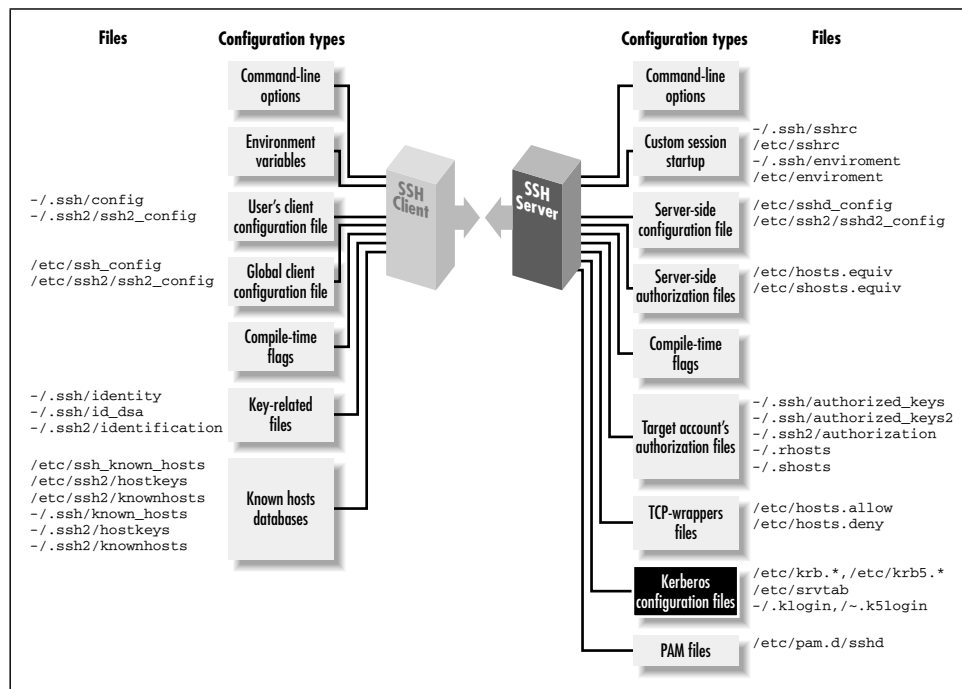 Files
Configuration types
Command-line
options
Environment
variables
-/.ssh/config
-/.ssh2/ssh2_config
User's client
configuration file
/etc/ssh_config
/etc/ssh2/ssh2_config
Global client
configuration file
Compile-time
flags
-/.ssh/identity
-/.ssh/id_dsa
-/.ssh2/identification
Key-related
files
/etc/ssh_known_hosts
/etc/ssh2/hostkeys
/etc/ssh2/knownhosts
-/.ssh/known_hosts
-/.ssh2/hostkeys
-/.ssh2/knownhosts
Known hosts
databases
SSH
Client
SSH
Server
Configuration types
Files
Command-line
options
Custom session
startup
-/.ssh/sshrc
/etc/sshrc
-/.ssh/enviroment
/etc/enviroment
Server-side
configuration file
/etc/sshd_config
/etc/ssh2/sshd2_config
Server-side
authorization files
/etc/hosts.equiv
/etc/shosts.equiv
Compile-time
flags
Target account's
authorization files
-/.ssh/authorized_keys
-/.ssh/authorized_keys2
-/.ssh2/authorization
-/.rhosts
-/.shosts
TCP-wrappers
files
/etc/hosts.allow
/etc/hosts.deny
Kerberos
configuration files
/etc/krb.*,/etc/krb5.*
/etc/srvtab
-/.klogin,/~.k5login
PAM files
/etc/pam.d/sshd